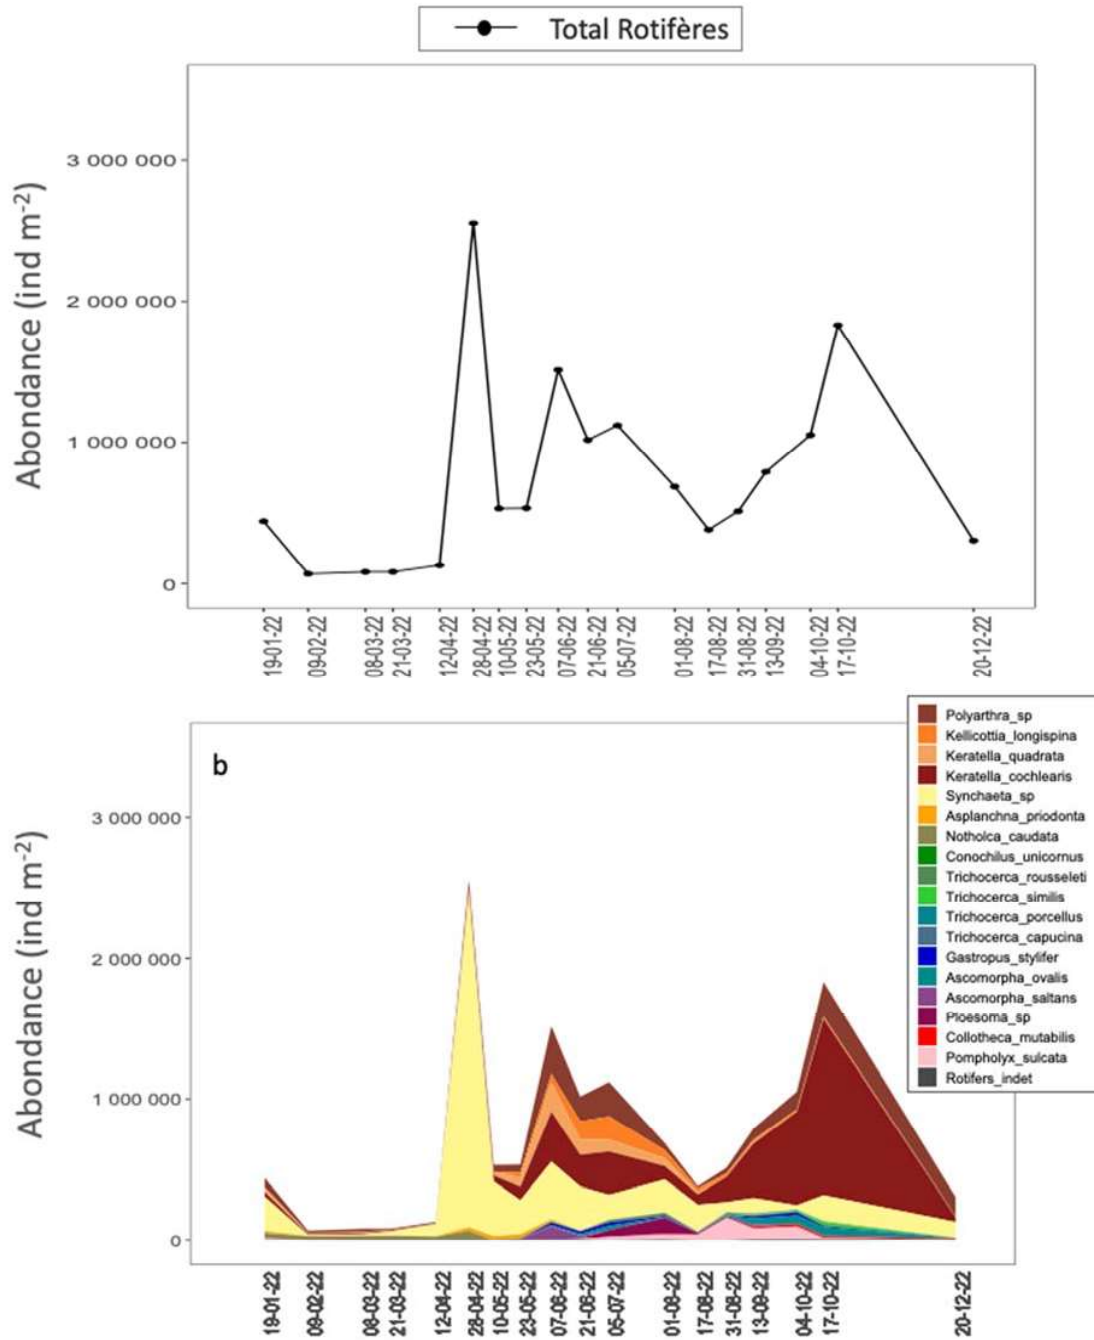 Total Rotifères
Abondance (ind m-2)
3 000 000
2 000 000
1 000 000
0
19-01-22
09-02-22
08-03-22
21-03-22
12-04-22
28-04-22
10-05-22
23-05-22
07-06-22
21-06-22
05-07-22
01-08-22
17-08-22
31-08-22
13-09-22
04-10-22
17-10-22
20-12-22
b
Abondance (ind m-2)
3 000 000
2 000 000
1 000 000
0
Polyarthra_sp
Kellicottia_longispina
Keratella_quadrata
Keratella_cochlearis
Synchaeta_sp
Asplanchna_priodonta
Notholca_caudata
Conochilus_unicornus
Trichocerca_rousseleti
Trichocerca_similis
Trichocerca_porcellus
Trichocerca_capucina
Gastropus_stylifer
Ascomorpha_ovalis
Ascomorpha_saltans
Ploesoma_sp
Collotheca_mutabilis
Pompholyx_sulcata
Rotifers_indet
19-01-22
09-02-22
08-03-22
21-03-22
12-04-22
28-04-22
10-05-22
23-05-22
07-06-22
21-06-22
05-07-22
01-08-22
17-08-22
31-08-22
13-09-22
04-10-22
17-10-22
20-12-22